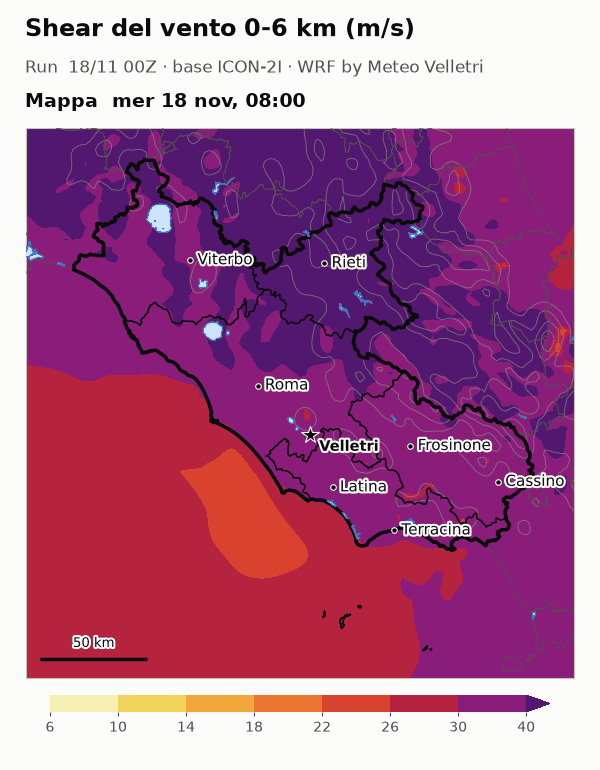 Shear del vento 0-6 km (m/s)
Run 18/11 00Z · base ICON-2I · WRF by Meteo Velletri
Mappa mer 18 nov, 08:00
Viterbo
Rieti
Roma
Velletri
Frosinone
Latina
Cassino
Terracina
50 km
6 10 14 18 22 26 30 40